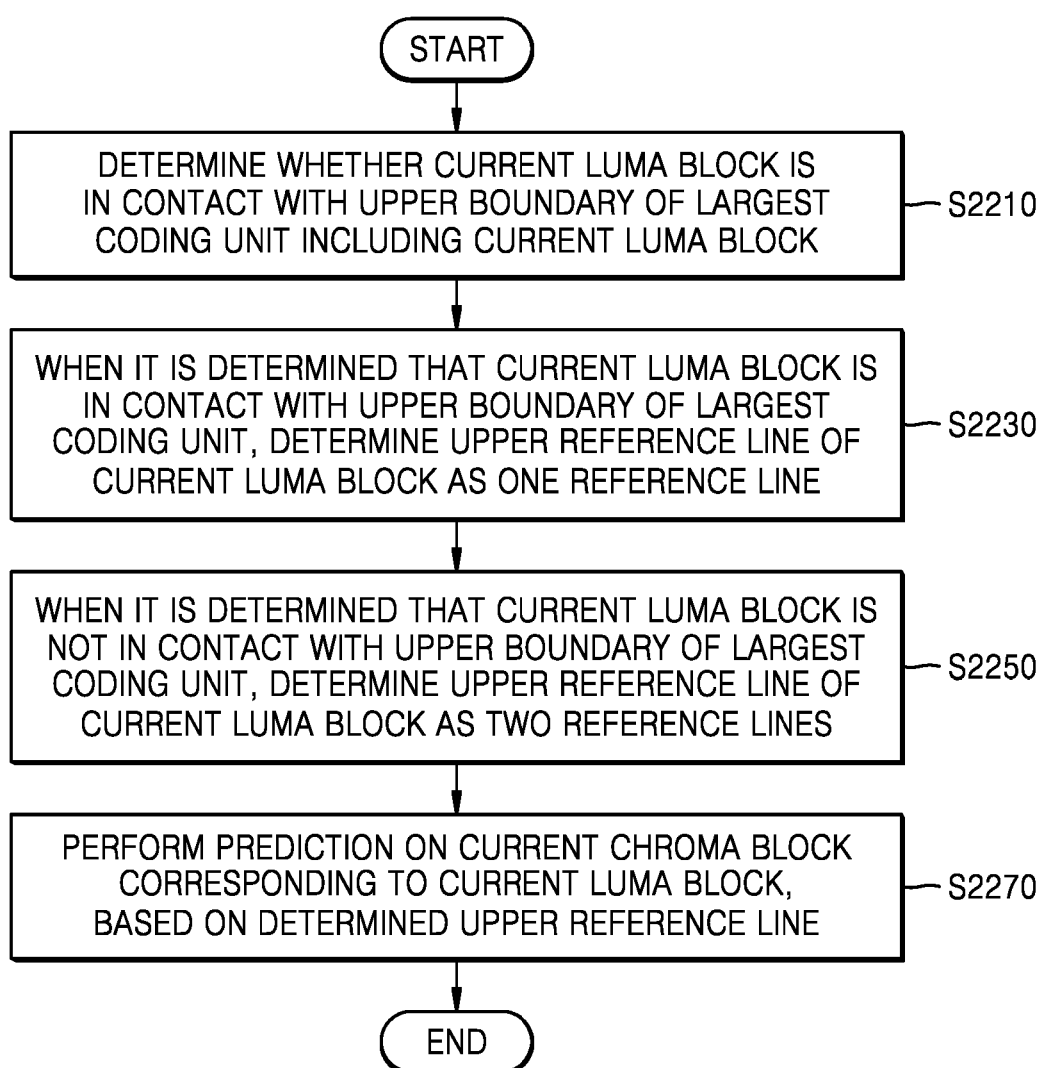 START
DETERMINE WHETHER CURRENT LUMA BLOCK IS
IN CONTACT WITH UPPER BOUNDARY OF LARGEST
CODING UNIT INCLUDING CURRENT LUMA BLOCK
S2210
WHEN IT IS DETERMINED THAT CURRENT LUMA BLOCK IS
IN CONTACT WITH UPPER BOUNDARY OF LARGEST
CODING UNIT, DETERMINE UPPER REFERENCE LINE OF
CURRENT LUMA BLOCK AS ONE REFERENCE LINE
S2230
WHEN IT IS DETERMINED THAT CURRENT LUMA BLOCK IS
NOT IN CONTACT WITH UPPER BOUNDARY OF LARGEST
CODING UNIT, DETERMINE UPPER REFERENCE LINE OF
CURRENT LUMA BLOCK AS TWO REFERENCE LINES
S2250
PERFORM PREDICTION ON CURRENT CHROMA BLOCK
CORRESPONDING TO CURRENT LUMA BLOCK,
BASED ON DETERMINED UPPER REFERENCE LINE
S2270
END